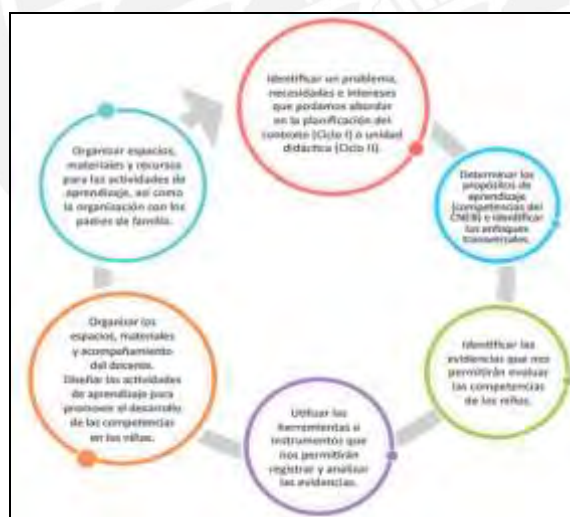 Identificar un problema,
necesidades e intereses
que podamos abordar
en la planificación del
contexto (Ciclo I) o unidad
didáctica (Ciclo II)
Determinar los
propósitos de
aprendizaje
(competencias del
CNEB) e identificar
los enfoques
transversales.
Identificar las
evidencias que nos
permitirán evaluar
las competencias
de los niños.
Utilizar las
herramientas o
instrumentos que
nos permitirán
registrar y analizar
las evidencias.
Organizar los
espacios, materiales
y acompañamiento
del docente.
Diseñar las actividades
de aprendizaje para
promover el desarrollo
de las competencias
en los niños.
Organizar espacios,
materiales y recursos
para las actividades de
aprendizaje, así como
la organización con los
padres de familia.